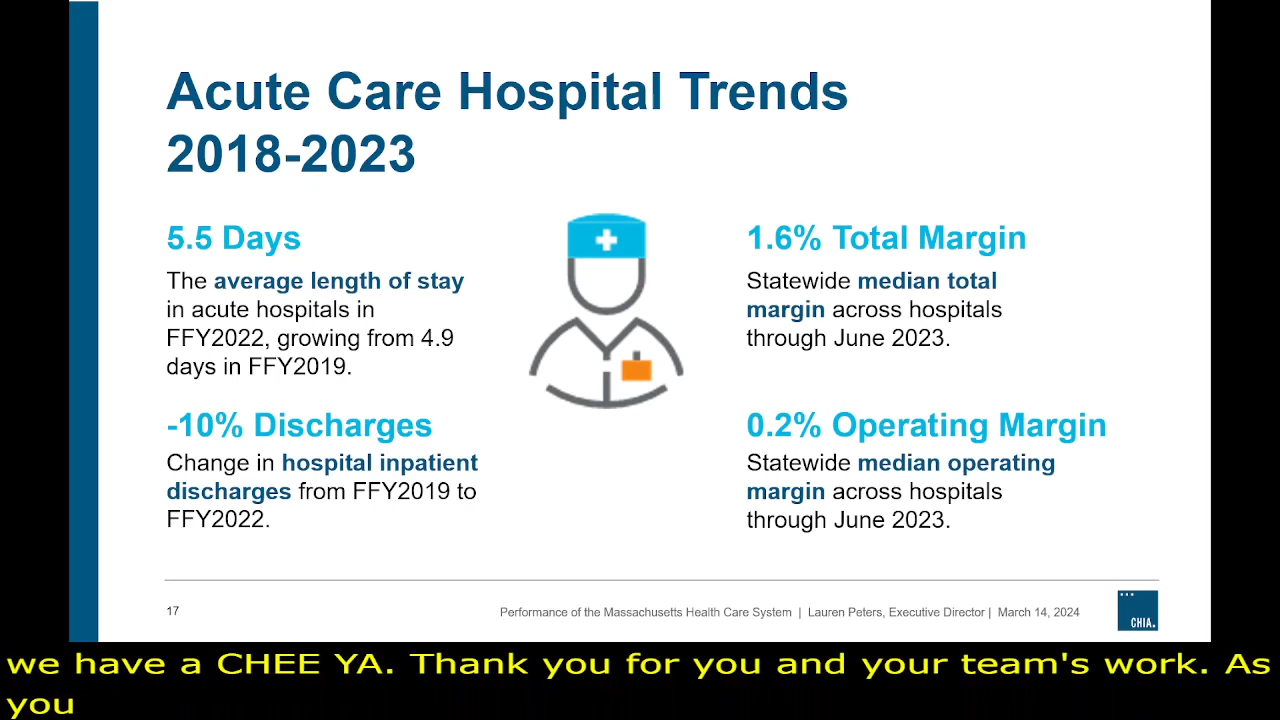 Acute Care Hospital Trends
2018-2023
5.5 Days
The average length of stay
in acute hospitals in
FFY2022, growing from 4.9
days in FFY2019.
-10% Discharges
Change in hospital inpatient
discharges from FFY2019 to
FFY2022.
1.6% Total Margin
Statewide median total
margin across hospitals
through June 2023.
0.2% Operating Margin
Statewide median operating
margin across hospitals
through June 2023.
17
Performance of the Massachusetts Health Care System | Lauren Peters, Executive Director | March 14, 2024
CHIA.
we have a CHEE YA. Thank you for you and your team's work. As
you